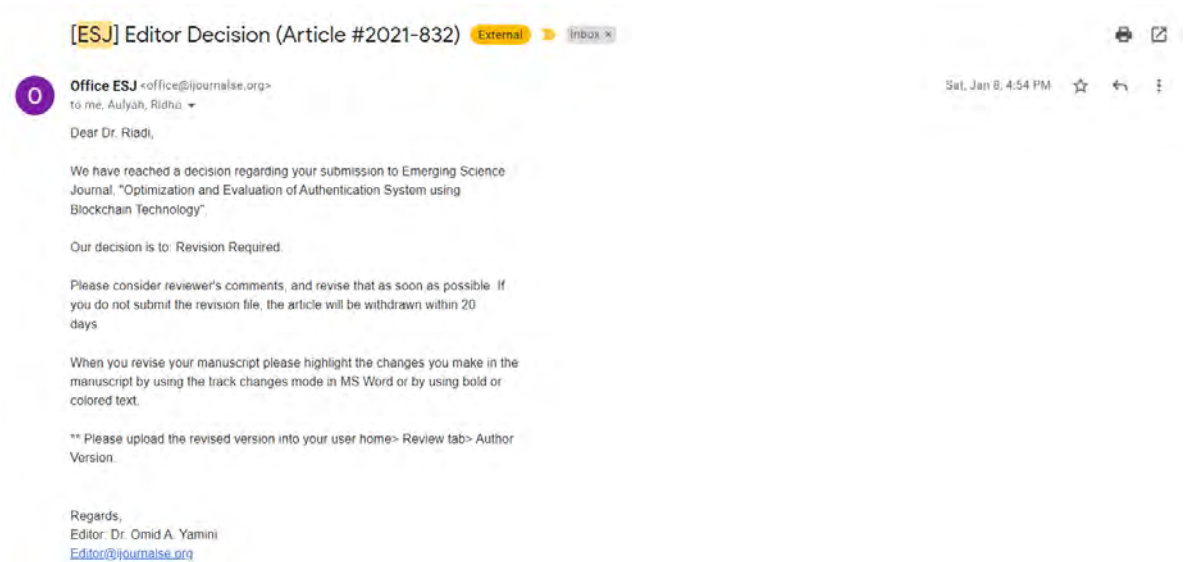 [ESJ] Editor Decision (Article #2021-832) External Inbox ×
O
Office ESJ <office@ijournalse.org>
Sat, Jan 8, 4:54 PM
to me, Aulyah, Ridho
Dear Dr. Riadi,
We have reached a decision regarding your submission to Emerging Science
Journal, "Optimization and Evaluation of Authentication System using
Blockchain Technology".
Our decision is to: Revision Required.
Please consider reviewer's comments, and revise that as soon as possible. If
you do not submit the revision file, the article will be withdrawn within 20
days
When you revise your manuscript please highlight the changes you make in the
manuscript by using the track changes mode in MS Word or by using bold or
colored text.
** Please upload the revised version into your user home> Review tab> Author
Version.
Regards,
Editor: Dr. Omid A. Yamini
Editor@ijournalse.org